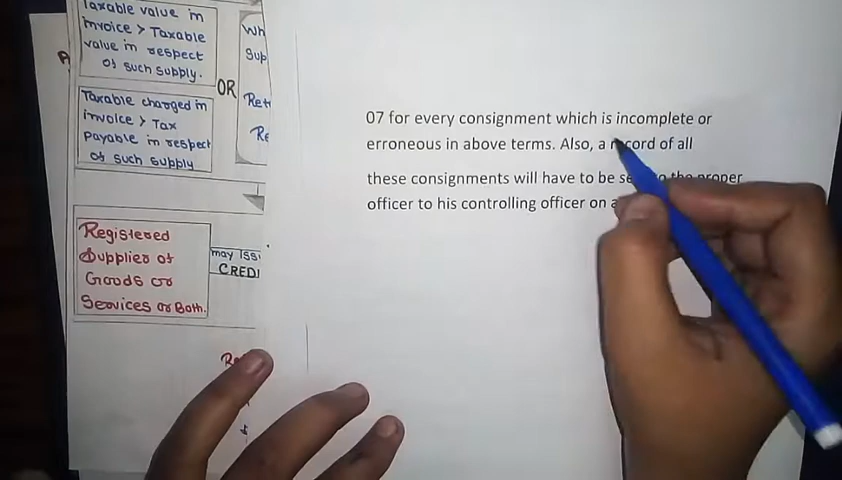 Taxable value in
invoice > Taxable
value in respect
of such supply.
OR
Taxable charged in
invoice > Tax
Payable in respect
of such supply
Registered
Supplies of
Goods or
Services or Both.
may
CREDI
07 for every consignment which is incomplete or
erroneous in above terms. Also, a record of all
these consignments will have to be the proper
officer to his controlling officer on